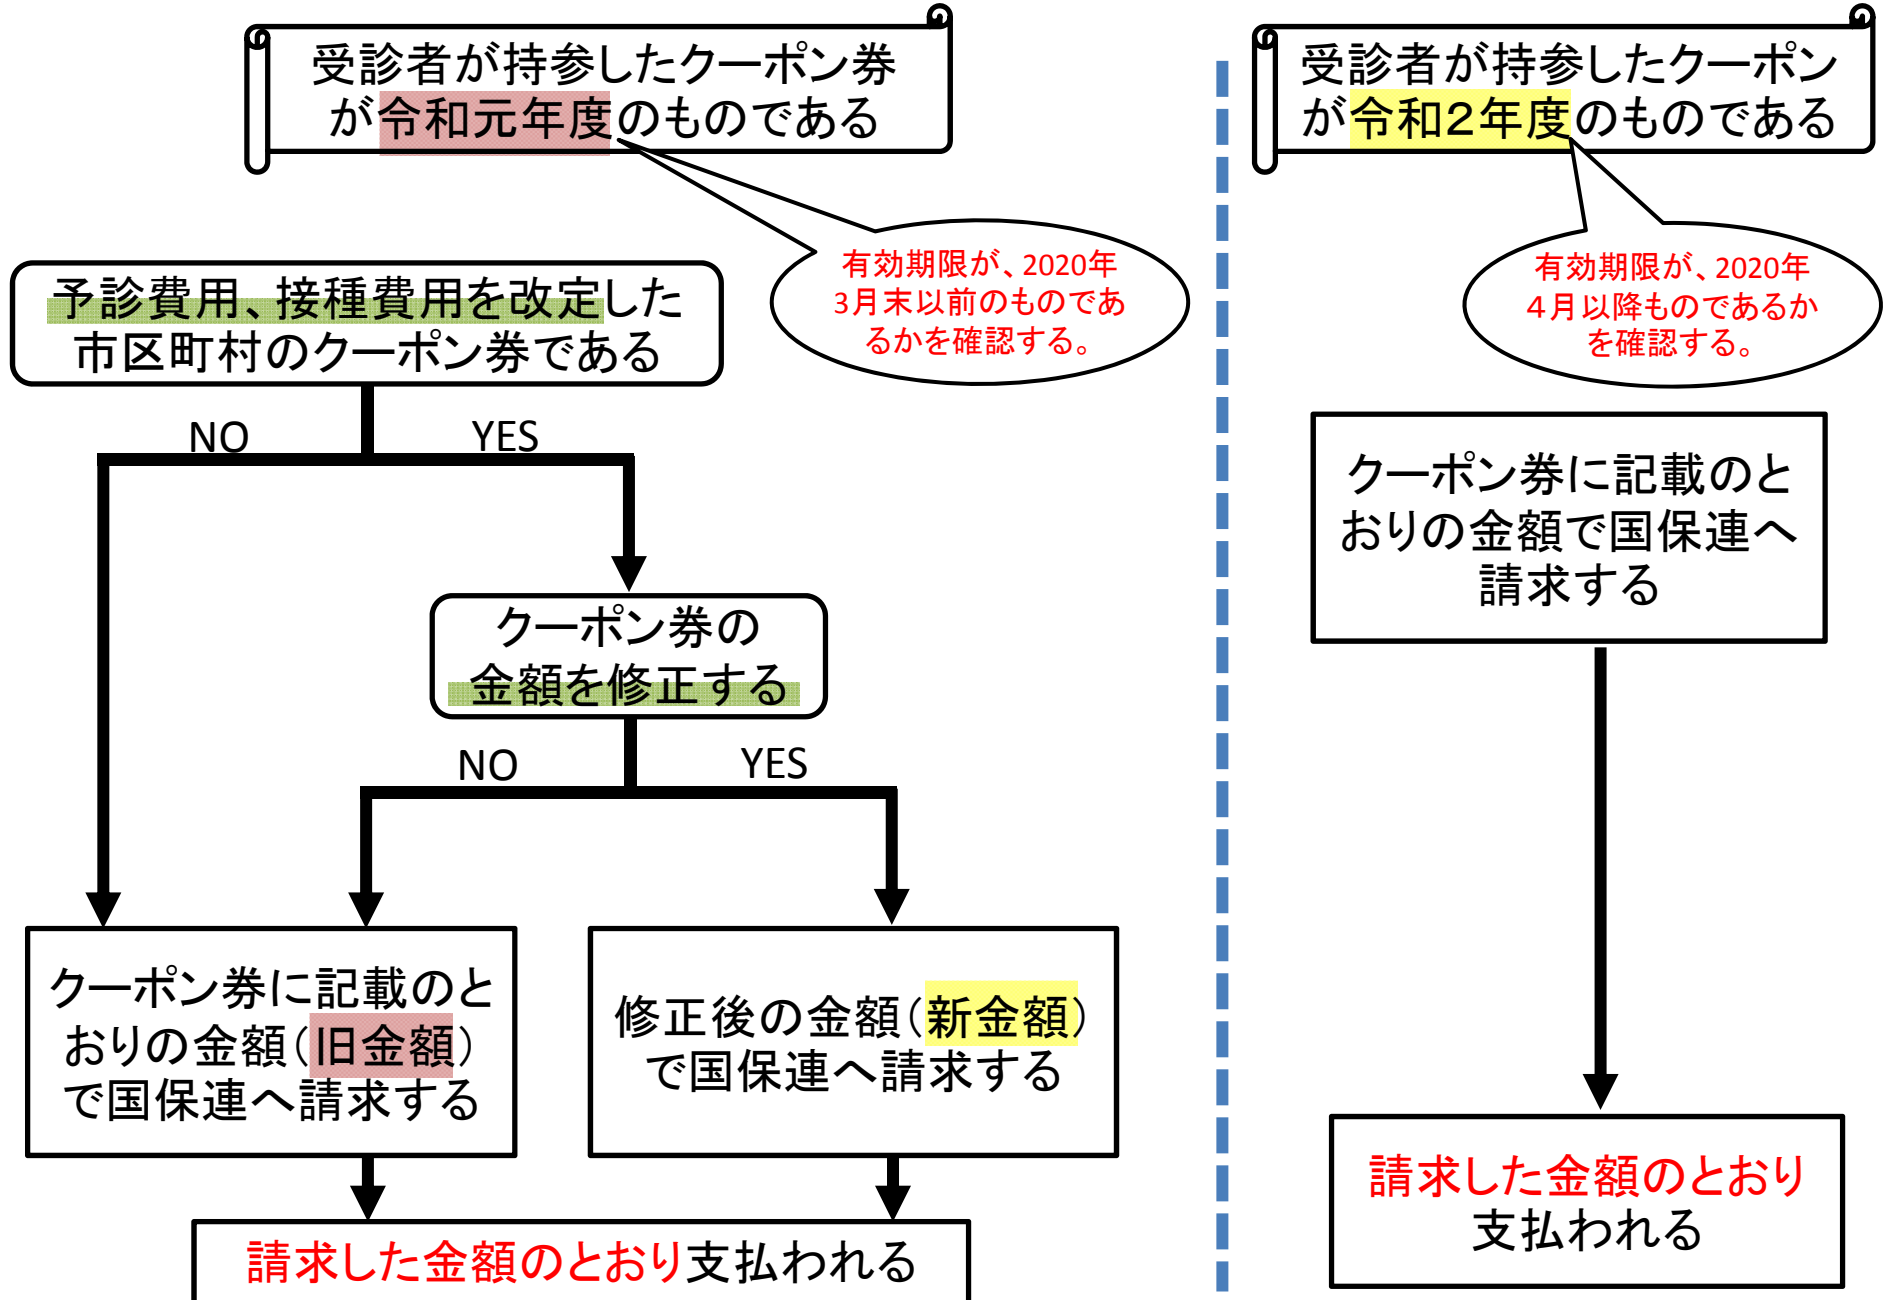 受診者が持参したクーポン券
が令和元年度のものである
有効期限が、2020年
3月末以前のものであ
るかを確認する。
予診費用、接種費用を改定した
市区町村のクーポン券である
NO
YES
クーポン券の
金額を修正する
NO
YES
クーポン券に記載のと
おりの金額(旧金額)
で国保連へ請求する
修正後の金額(新金額)
で国保連へ請求する
請求した金額のとおり支払われる
受診者が持参したクーポン
が令和２年度のものである
有効期限が、2020年
４月以降ものであるか
を確認する。
クーポン券に記載のと
おりの金額で国保連へ
請求する
請求した金額のとおり
支払われる